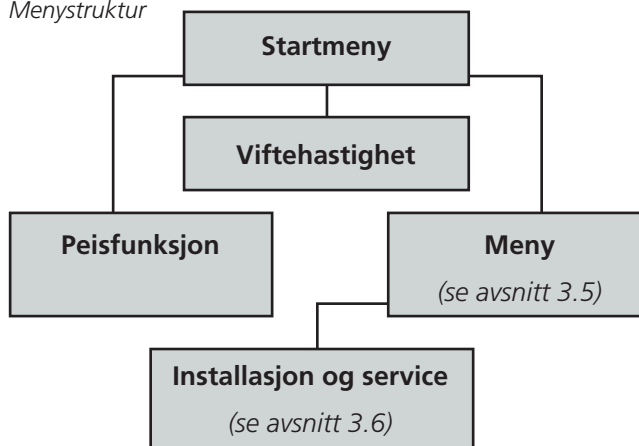 Menystruktur
Startmeny
Viftehastighet
Peisfunksjon
Meny
(se avsnitt 3.5)
Installasjon og service
(se avsnitt 3.6)